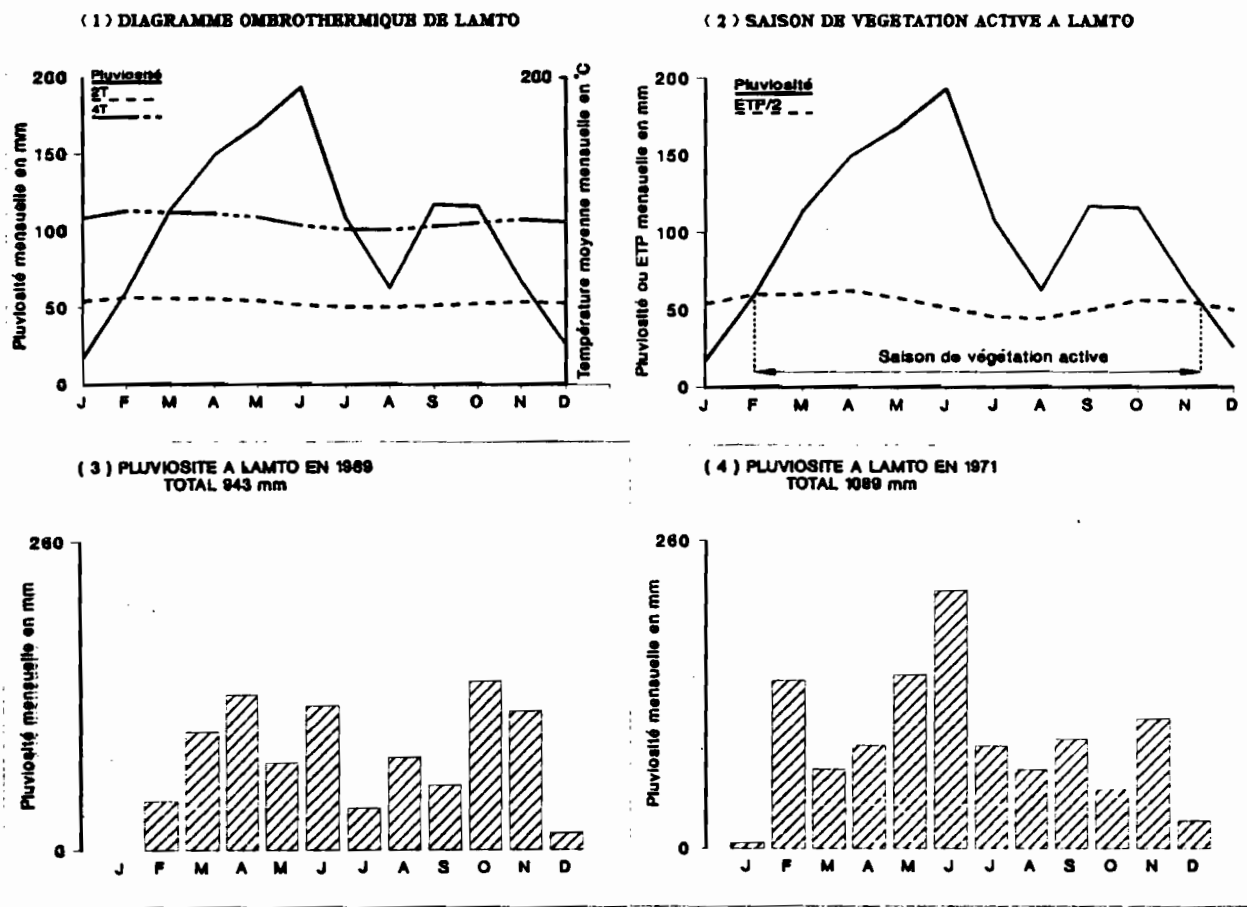 ( 1 ) DIAGRAMME OMBROTHERMIQUE DE LAMTO
Pluviosité
2T
4T
200
150
100
50
0
Pluviosité mensuelle en mm
200
Température moyenne mensuelle en °C
J F M A M J J A S O N D
( 2 ) SAISON DE VEGETATION ACTIVE A LAMTO
Pluviosité
ETP/2
200
150
100
50
0
Pluviosité ou ETP mensuelle en mm
Saison de végétation active
J F M A M J J A S O N D
( 3 ) PLUVIOSITE A LAMTO EN 1969
TOTAL 943 mm
260
0
Pluviosité mensuelle en mm
J F M A M J J A S O N D
( 4 ) PLUVIOSITE A LAMTO EN 1971
TOTAL 1089 mm
260
0
Pluviosité mensuelle en mm
J F M A M J J A S O N D